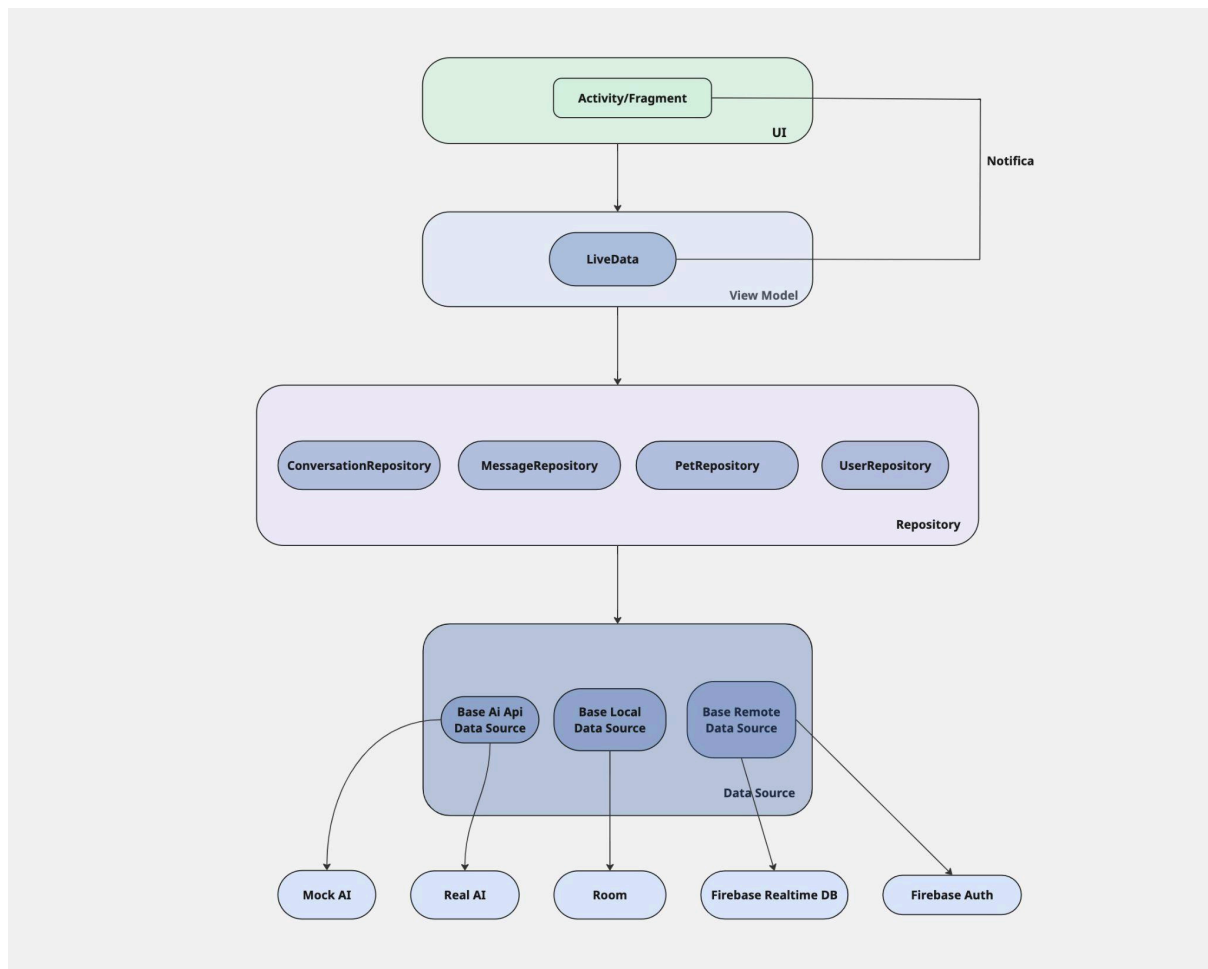 Activity/Fragment
UI
Notifica
LiveData
View Model
ConversationRepository
MessageRepository
PetRepository
UserRepository
Repository
Base Ai Api
Data Source
Base Local
Data Source
Base Remote
Data Source
Data Source
Mock AI
Real AI
Room
Firebase Realtime DB
Firebase Auth